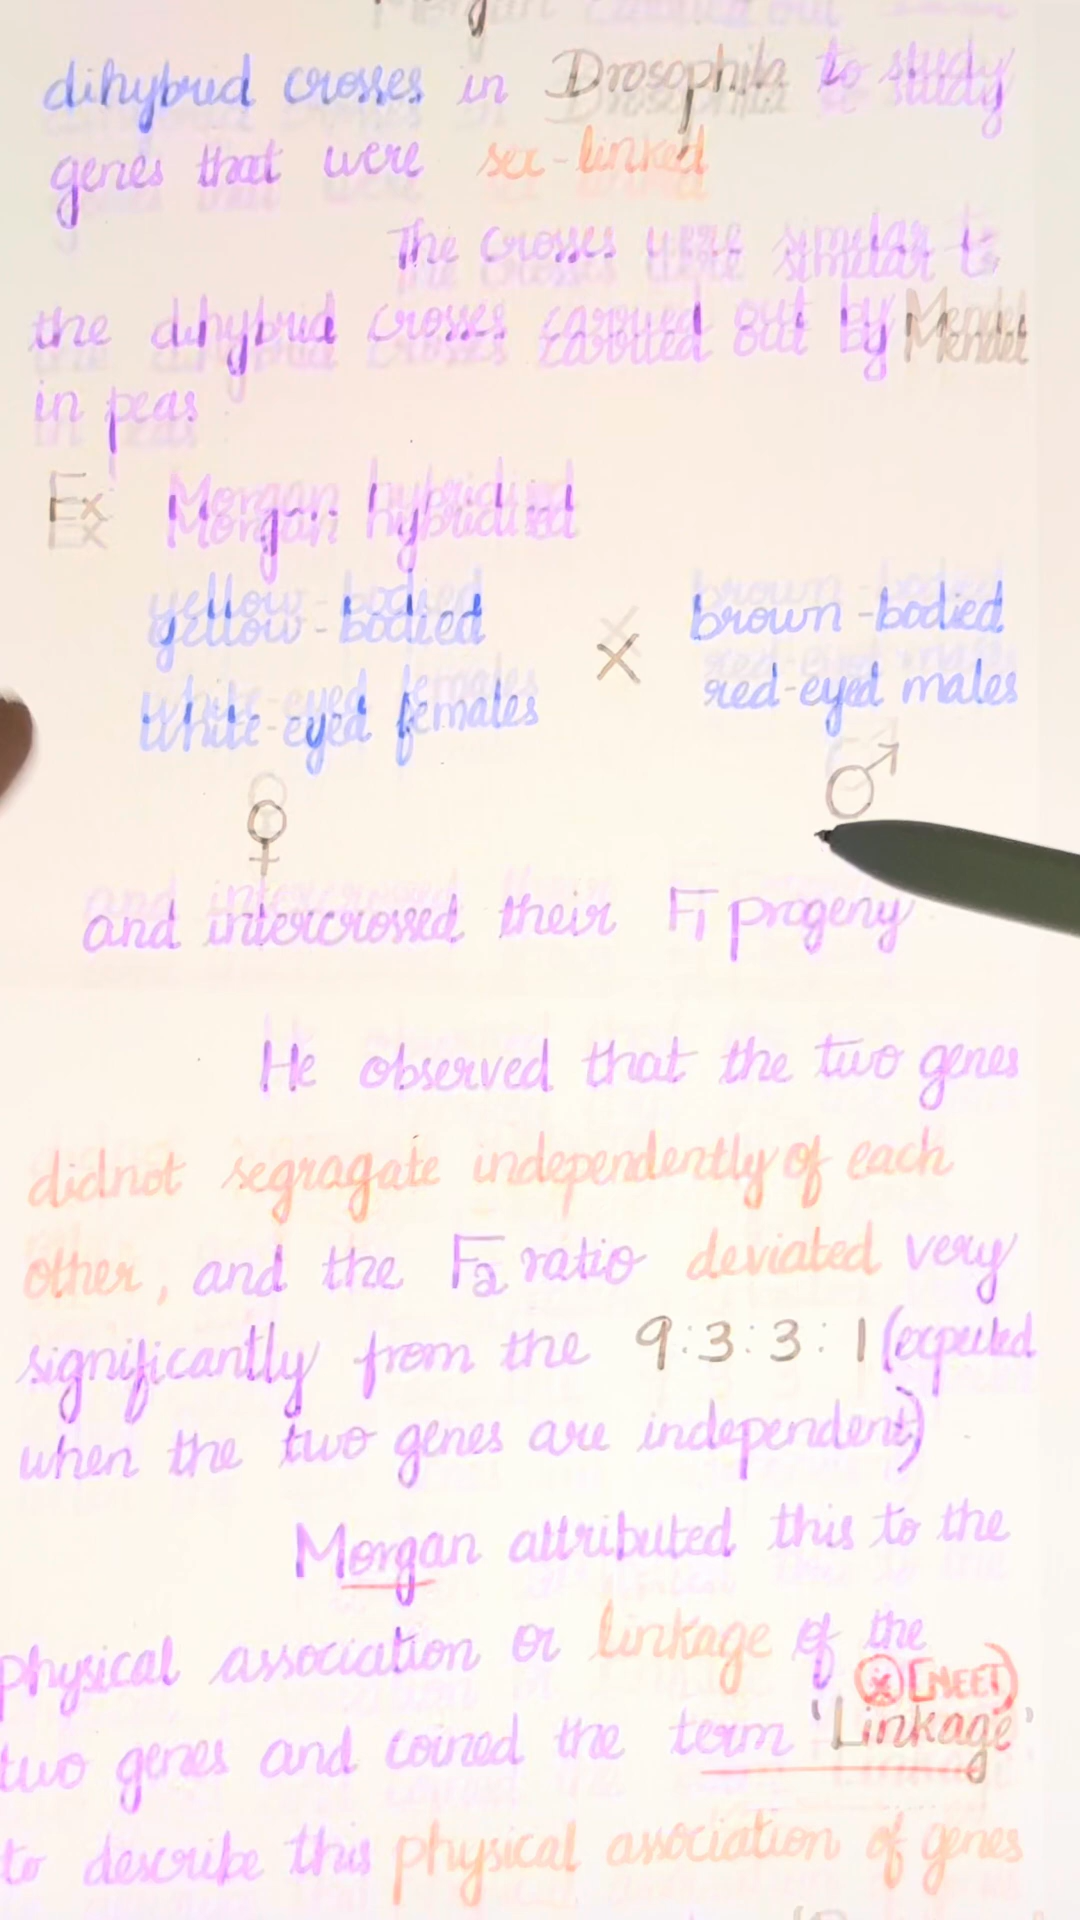 Morgan carried out
dihybrid crosses in Drosophila to study
genes that were sex-linked
The crosses were similar to
the dihybrid crosses carried out by Mendel
in peas
Ex Morgan hybridised
yellow-bodied X brown-bodied
white-eyed females red-eyed males
♀ ♂
and intercrossed their F1 progeny
He observed that the two genes
didnot segragate independently of each
other, and the F2 ratio deviated very
significantly from the 9:3:3:1 (expected
when the two genes are independent)
Morgan attributed this to the
physical association or linkage of the
[NEET]
two genes and coined the term 'Linkage'
to describe this physical association of genes